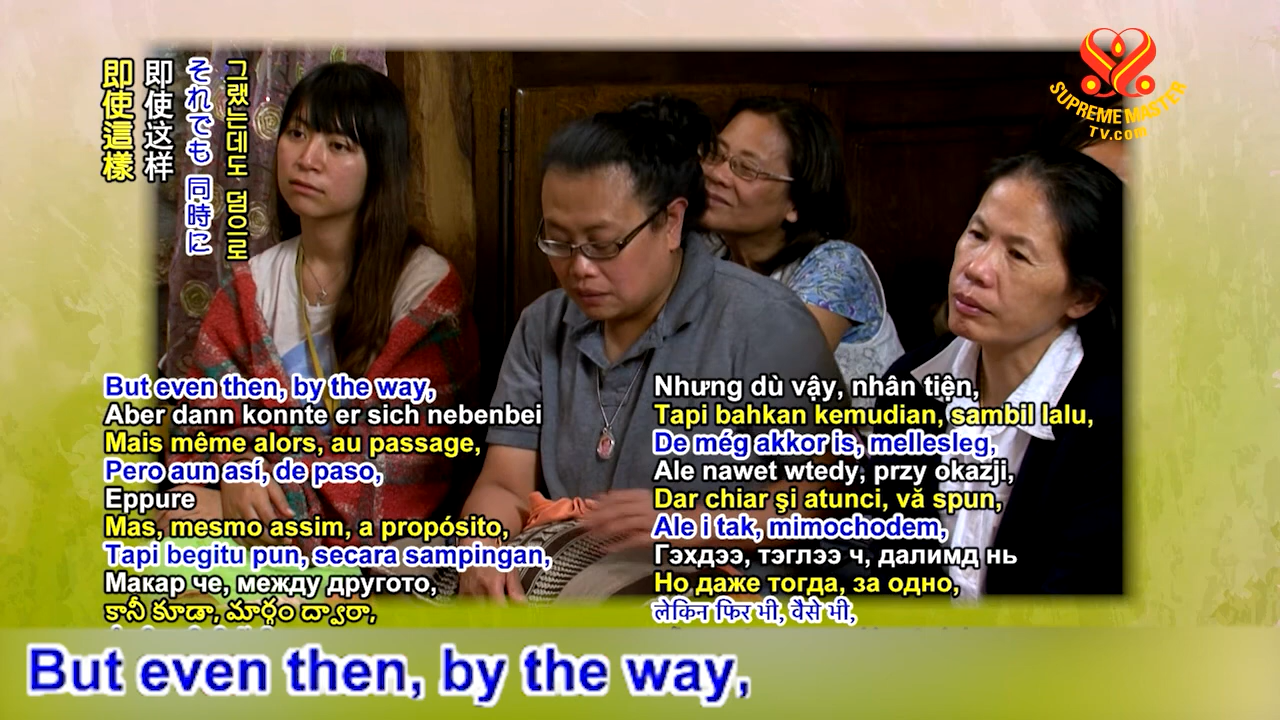 SUPREME MASTER
TV.com
即使這樣
即使这样
それでも 同時に
그랬는데도 덤으로
But even then, by the way,
Aber dann konnte er sich nebenbei
Mais même alors, au passage,
Pero aun así, de paso,
Eppure
Mas, mesmo assim, a propósito,
Tapi begitu pun, secara sampingan,
Макар че, между другото,
కానీ కూడా, మార్గం ద్వారా,
Nhưng dù vậy, nhân tiện,
Tapi bahkan kemudian, sambil lalu,
De még akkor is, mellesleg,
Ale nawet wtedy, przy okazji,
Dar chiar şi atunci, vă spun,
Ale i tak, mimochodem,
Гэхдээ, тэглээ ч, далимд нь
Но даже тогда, за одно,
लेकिन फिर भी, वैसे भी,
But even then, by the way,